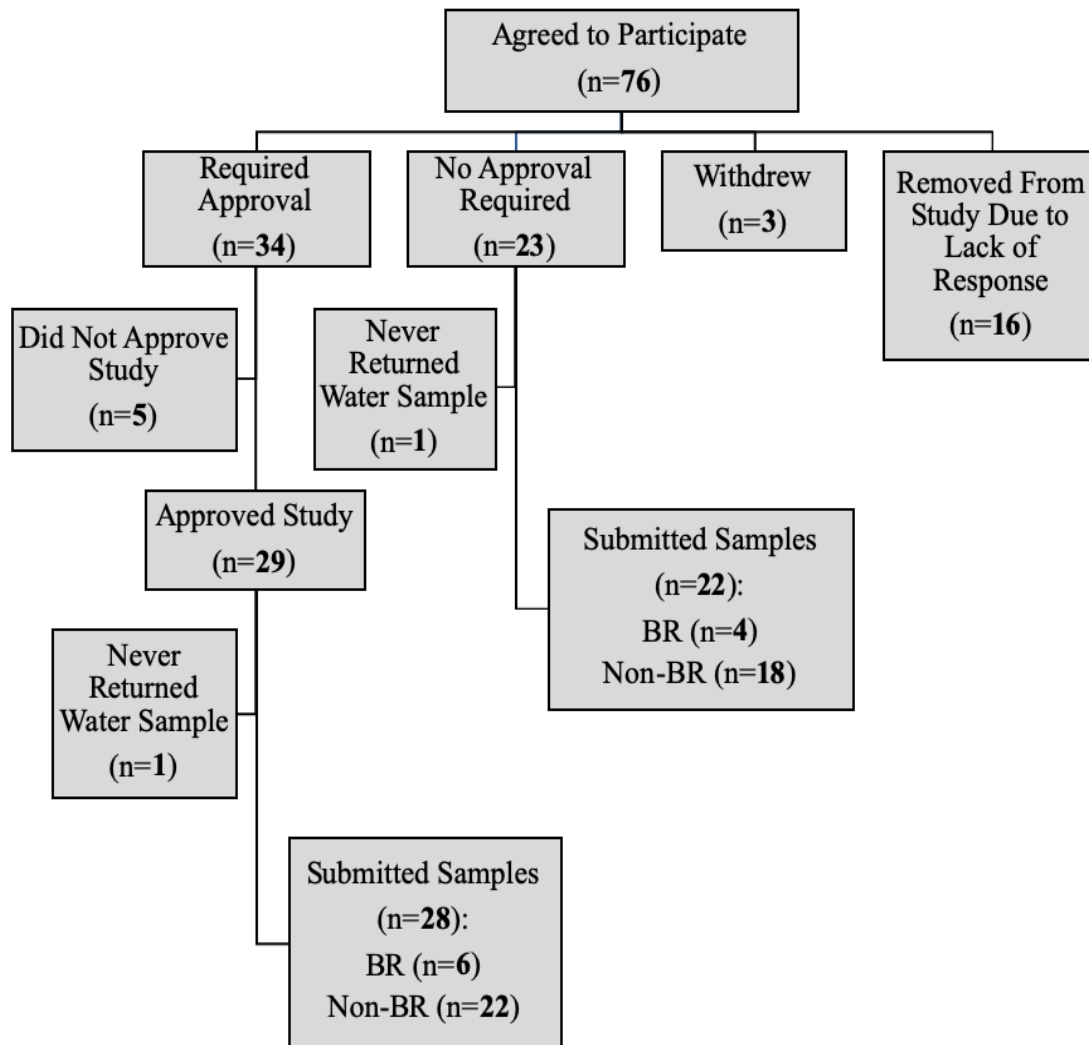 Agreed to Participate
(n=76)
Required
Approval
(n=34)
No Approval
Required
(n=23)
Withdrew
(n=3)
Removed From
Study Due to
Lack of
Response
(n=16)
Did Not Approve
Study
(n=5)
Never
Returned
Water Sample
(n=1)
Approved Study
(n=29)
Submitted Samples
(n=22):
BR (n=4)
Non-BR (n=18)
Never
Returned
Water Sample
(n=1)
Submitted Samples
(n=28):
BR (n=6)
Non-BR (n=22)